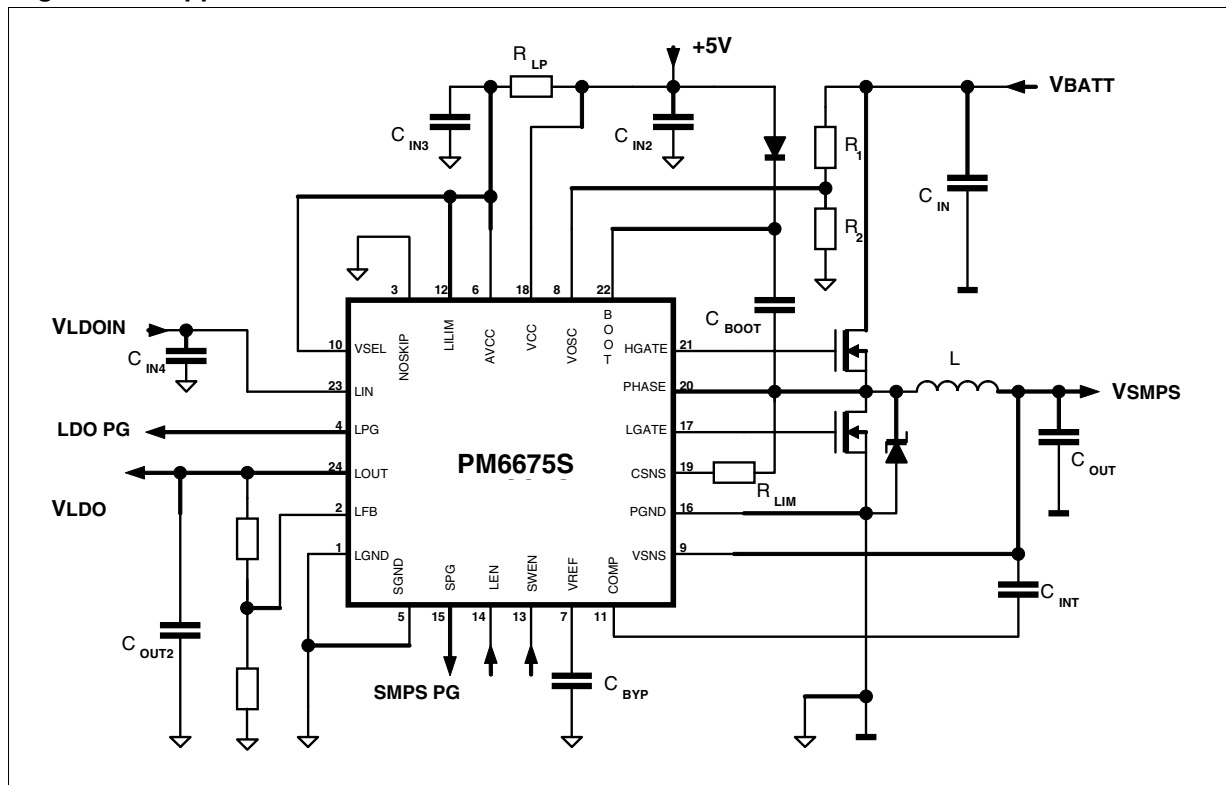 +5V
R LP
VBATT
C IN3
C IN2
R1
C IN
R2
3
12
6
18
8
22
NOSKIP
LILIM
AVCC
VCC
VOSC
BOOT
C BOOT
VLDOIN
C IN4
10 VSEL
HGATE 21
L
23 LIN
PHASE 20
VSMPS
LDO PG
4 LPG
LGATE 17
C OUT
PM6675S
24 LOUT
CSNS 19
R LIM
VLDO
2 LFB
PGND 16
1 LGND
VSNS 9
SGND
SPG
LEN
SWEN
VREF
COMP
C INT
5
15
14
13
7
11
C OUT2
SMPS PG
C BYP